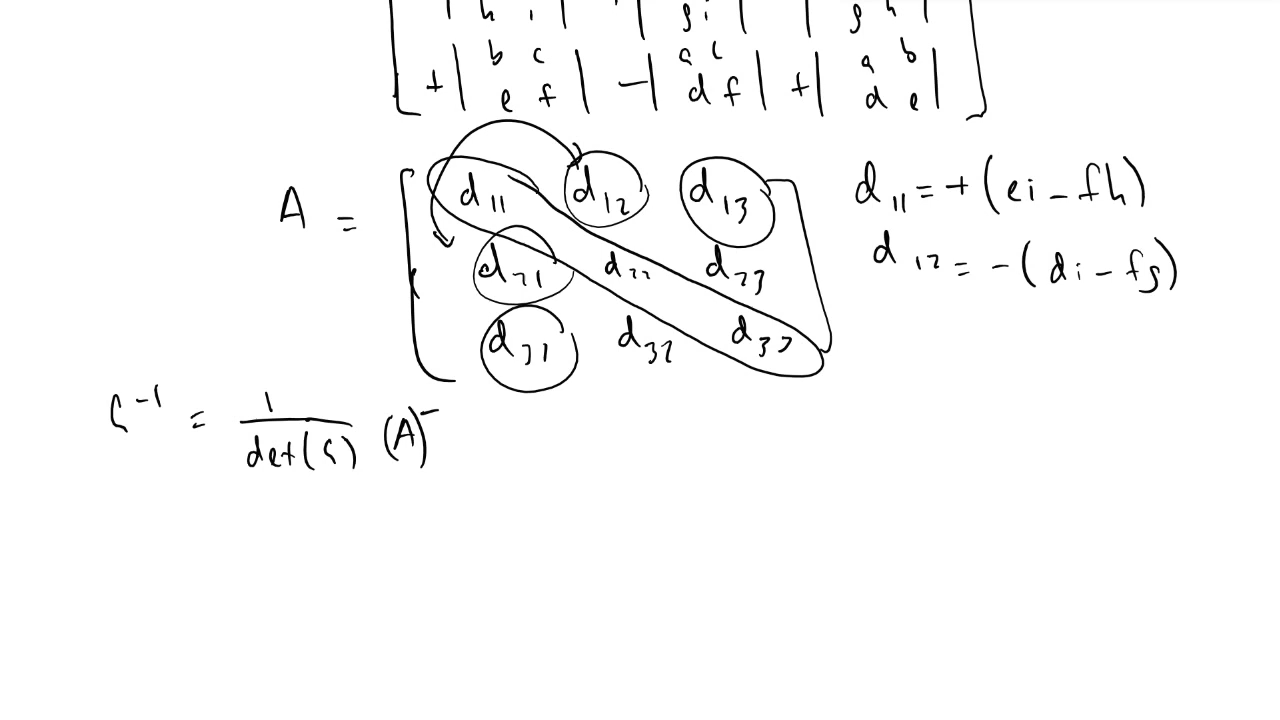 | h i | | g i | | g h |
+| b c | -| a c | +| a b |
| e f | | d f | | d e |
A = [ d11 d12 d13 ] d11 = + (ei - fh)
d21 d22 d23 d12 = - (di - fg)
d31 d32 d33
G -1 = 1 / det(G) (A)-